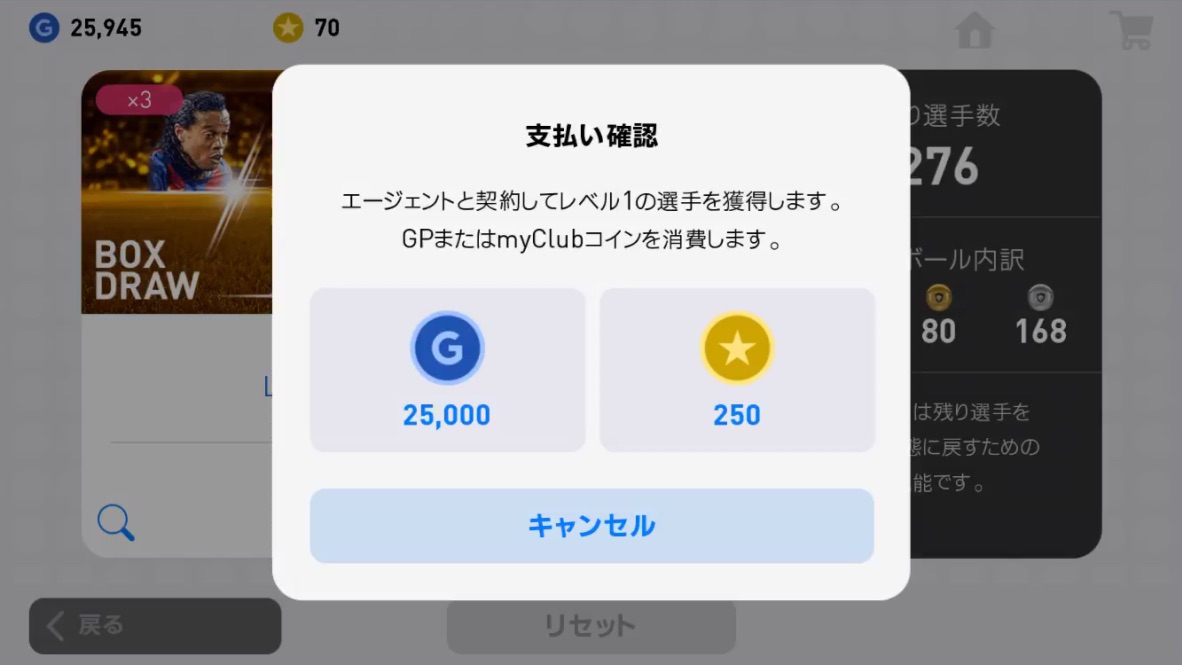 25,945
70
×3
BOX
DRAW
支払い確認
エージェントと契約してレベル1の選手を獲得します。
GPまたはmyClubコインを消費します。
G
25,000
250
キャンセル
選手数
276
ボール内訳
80
168
は残り選手を
態に戻すための
能です。
戻る
リセット